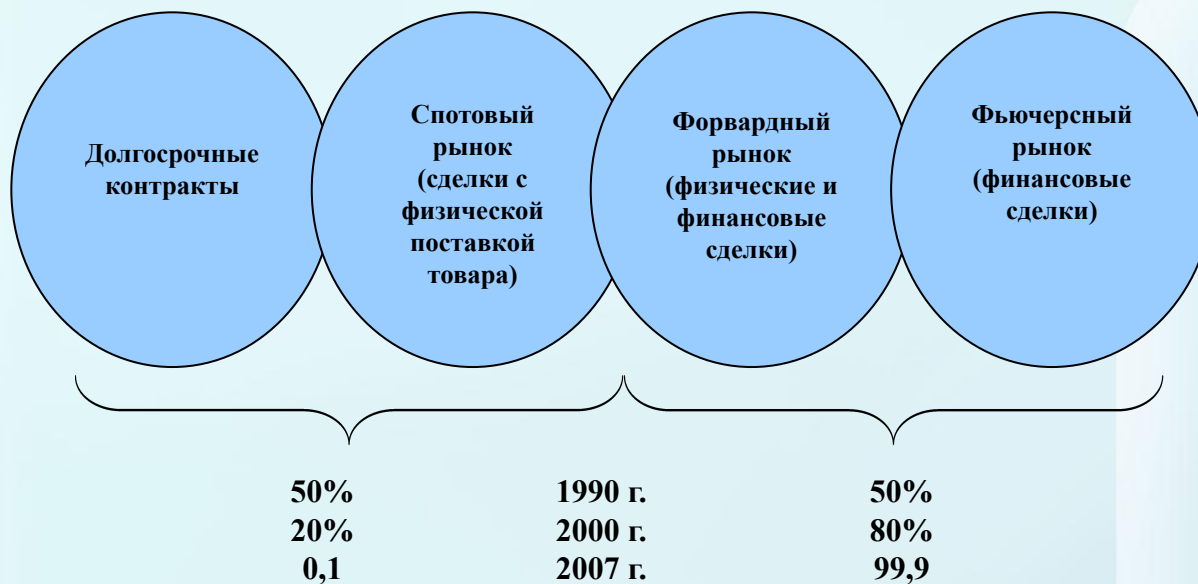 Долгосрочные
контракты
Спотовый
рынок
(сделки с
физической
поставкой
товара)
Форвардный
рынок
(физические и
финансовые
сделки)
Фьючерсный
рынок
(финансовые
сделки)
50% 1990 г. 50%
20% 2000 г. 80%
0,1 2007 г. 99,9